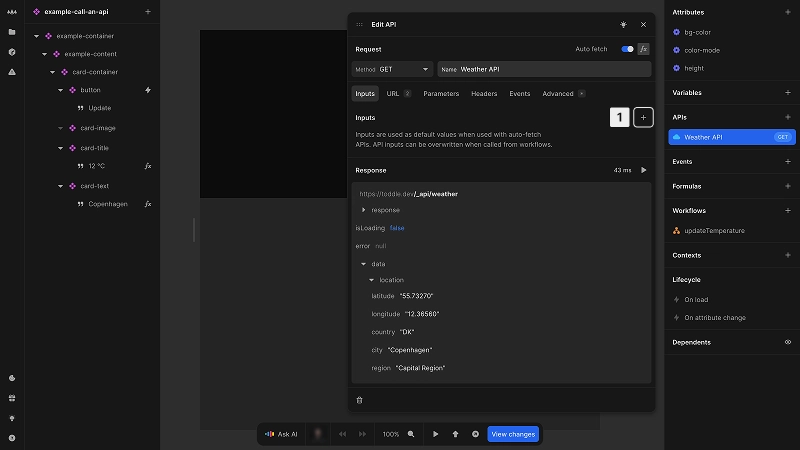 example-call-an-api
example-container
example-content
card-container
button
Update
card-image
card-title
12 °C
card-text
Copenhagen
Edit API
Request
Auto fetch
fx
Method GET
Name Weather API
Inputs
URL 2
Parameters
Headers
Events
Advanced
Inputs
1
Inputs are used as default values when used with auto-fetch
APIs. API inputs can be overwritten when called from workflows.
Response
43 ms
https://toddle.dev/_api/weather
response
isLoading false
error null
data
location
latitude "55.73270"
longitude "12.36560"
country "DK"
city "Copenhagen"
region "Capital Region"
Ask AI
100%
View changes
Attributes
bg-color
color-mode
height
Variables
APIs
Weather API
GET
Events
Formulas
Workflows
updateTemperature
Contexts
Lifecycle
On load
On attribute change
Dependents